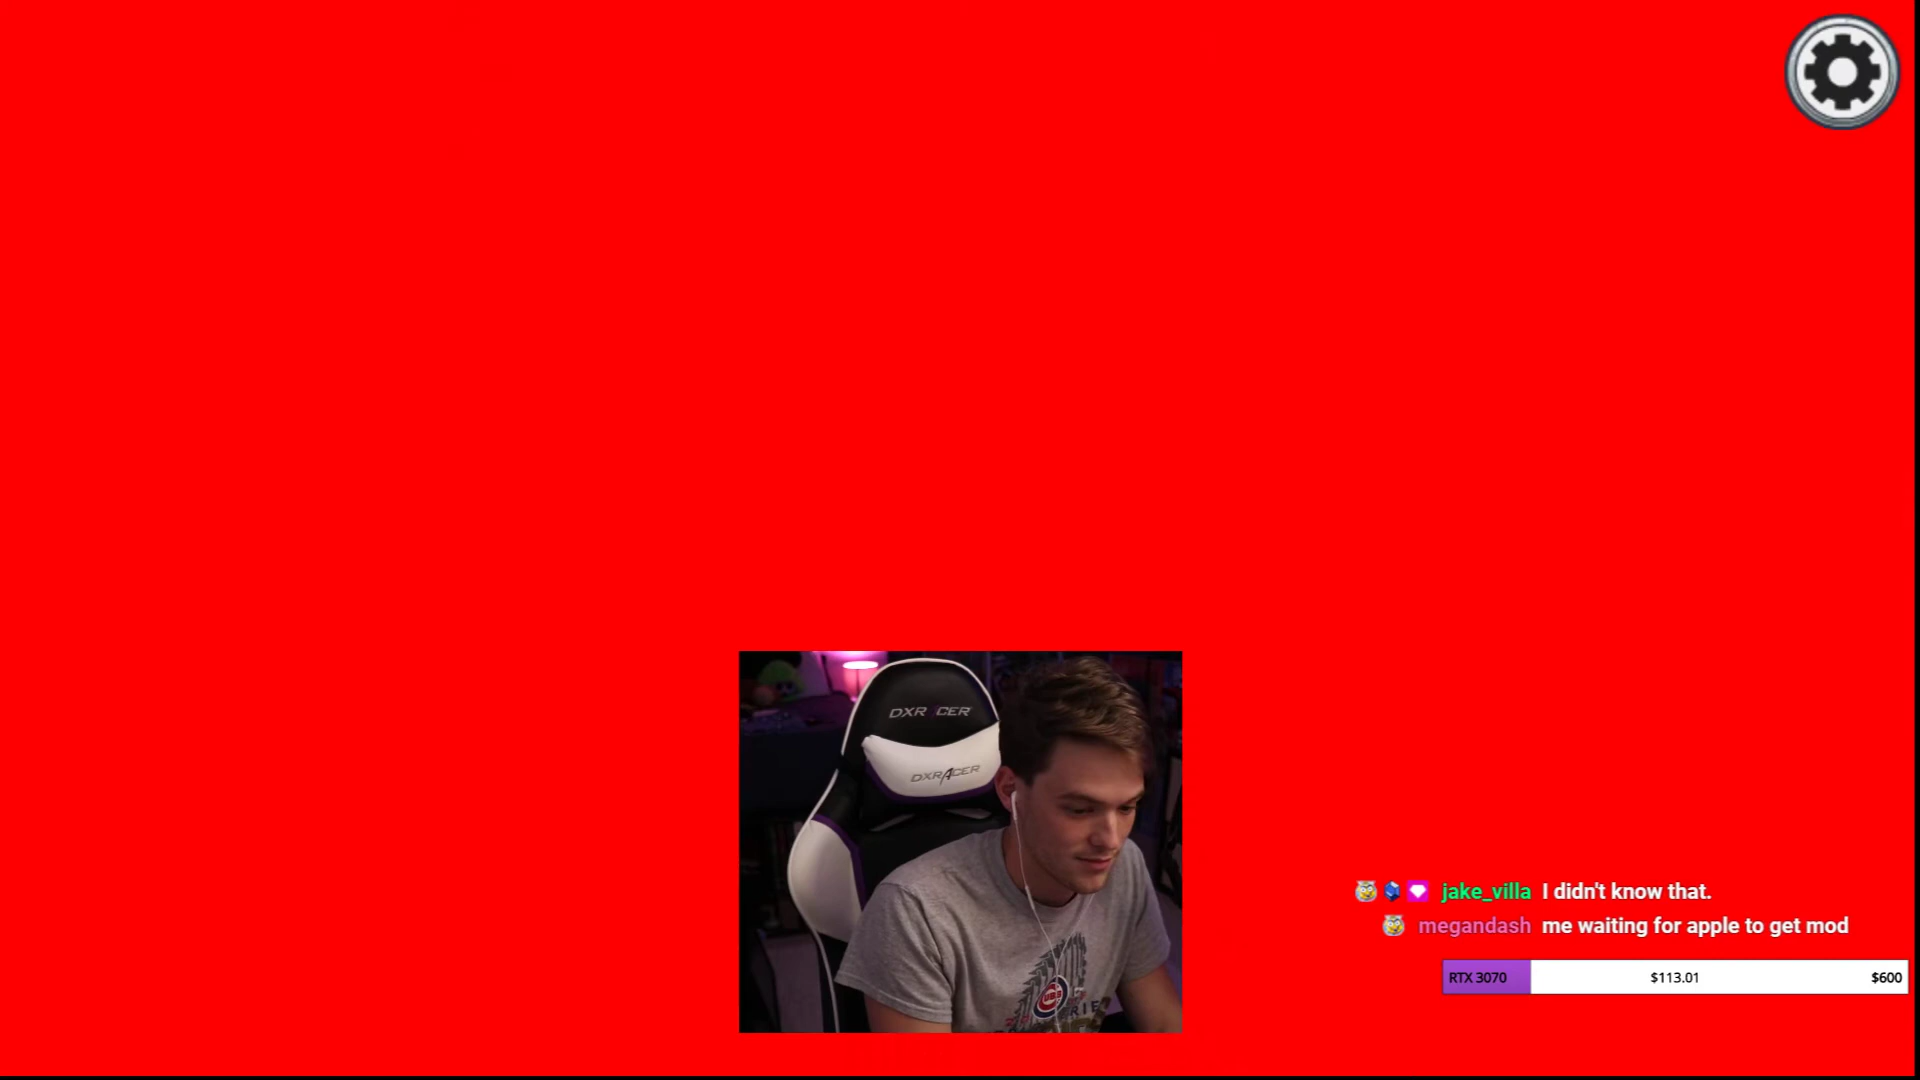 DXRACER
DXRACER
CUBS
jake_villa I didn't know that.
megandash me waiting for apple to get mod
RTX 3070 $113.01 $600